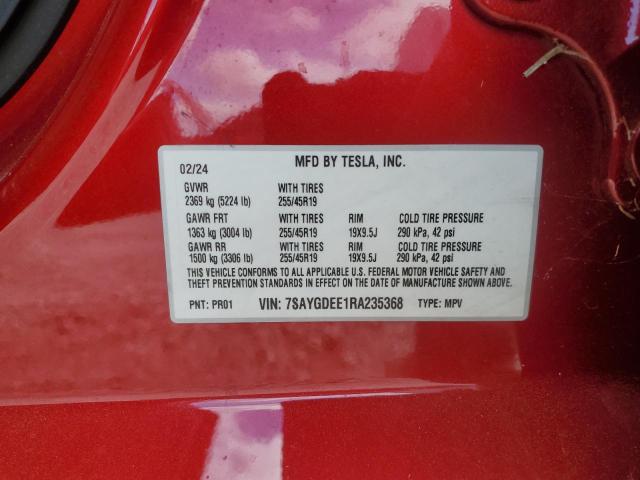 02/24 MFD BY TESLA, INC.
GVWR WITH TIRES
2369 kg (5224 lb) 255/45R19
GAWR FRT WITH TIRES RIM COLD TIRE PRESSURE
1363 kg (3004 lb) 255/45R19 19X9.5J 290 kPa, 42 psi
GAWR RR WITH TIRES RIM COLD TIRE PRESSURE
1500 kg (3306 lb) 255/45R19 19X9.5J 290 kPa, 42 psi
THIS VEHICLE CONFORMS TO ALL APPLICABLE U.S. FEDERAL MOTOR VEHICLE SAFETY AND
THEFT PREVENTION STANDARDS IN EFFECT ON THE DATE OF MANUFACTURE SHOWN ABOVE.
PNT: PR01 VIN: 7SAYGDEE1RA235368 TYPE: MPV